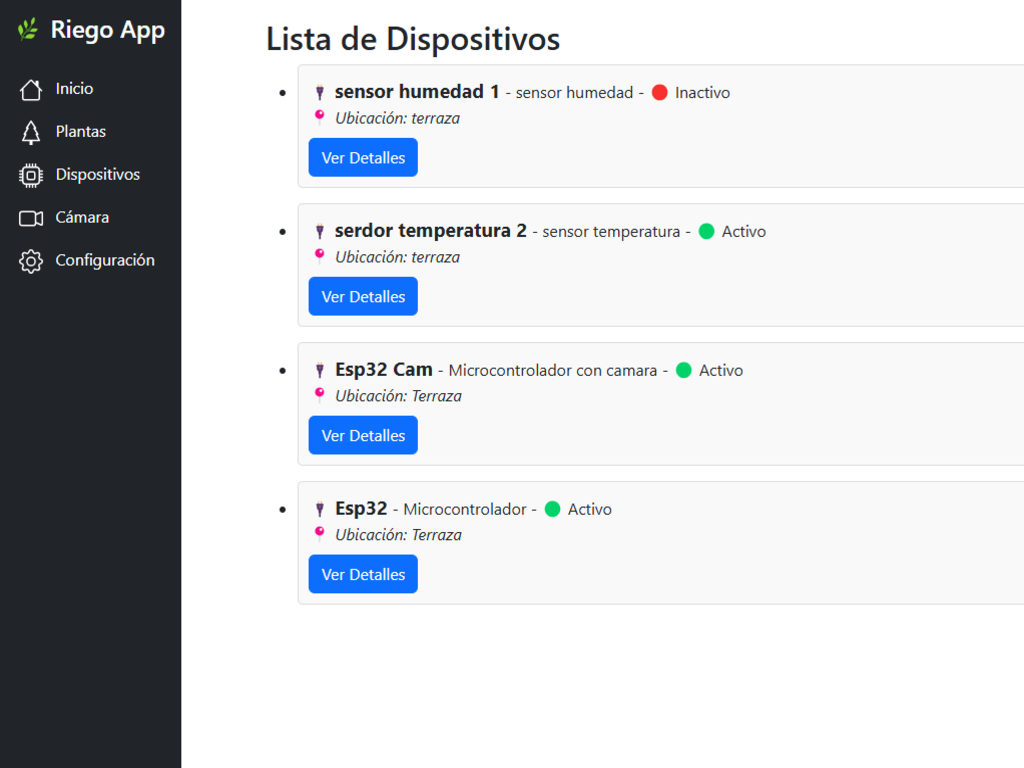 Riego App
Inicio
Plantas
Dispositivos
Cámara
Configuración
Lista de Dispositivos
sensor humedad 1 - sensor humedad - Inactivo
Ubicación: terraza
Ver Detalles
serdor temperatura 2 - sensor temperatura - Activo
Ubicación: terraza
Ver Detalles
Esp32 Cam - Microcontrolador con camara - Activo
Ubicación: Terraza
Ver Detalles
Esp32 - Microcontrolador - Activo
Ubicación: Terraza
Ver Detalles